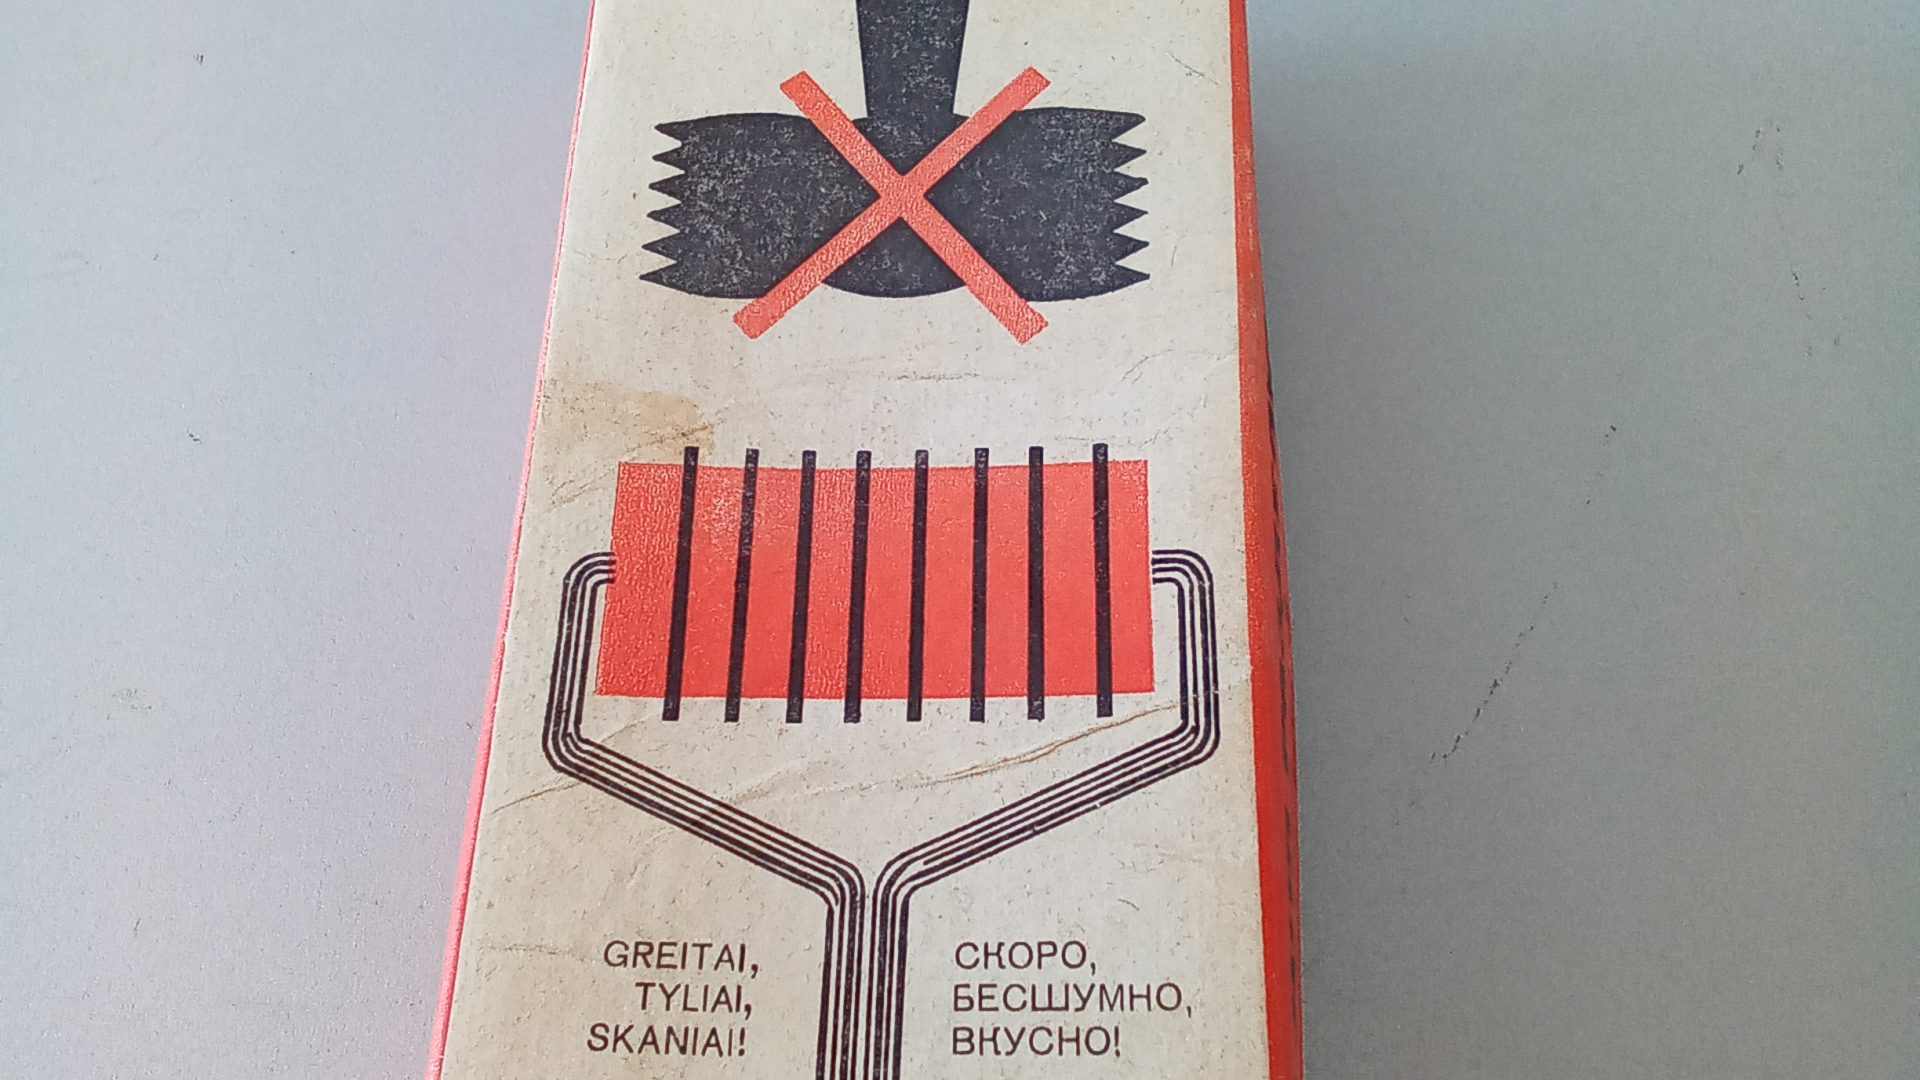 GREITAI,
TYLIAI,
SKANIAI!
СКОРО,
БЕСШУМНО,
ВКУСНО!